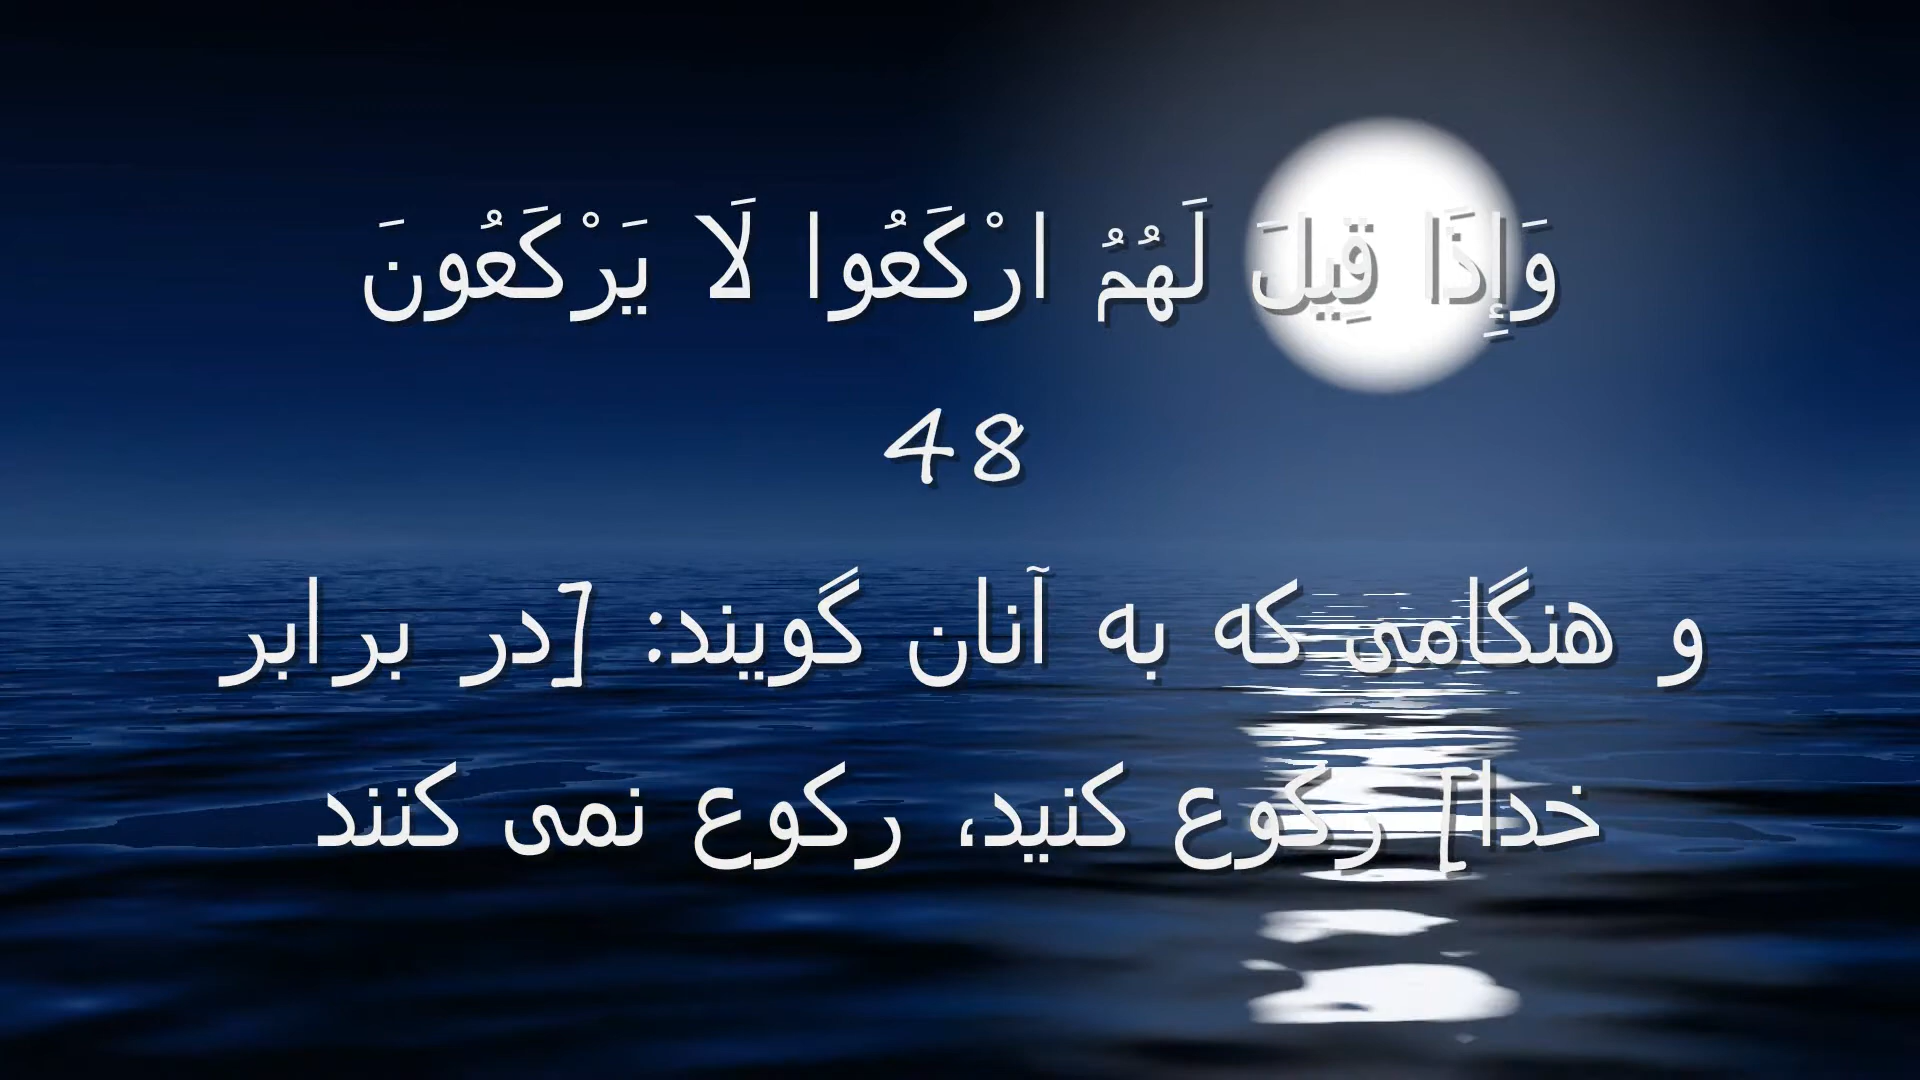 وَإِذَا قِيلَ لَهُمُ ارْكَعُوا لَا يَرْكَعُونَ
48
و هنگامی که به آنان گویند: [در برابر
خدا] رکوع کنید، رکوع نمی کنند